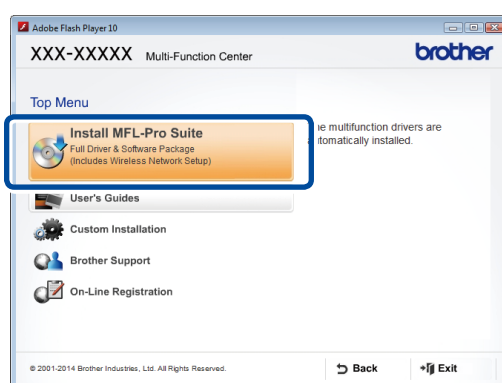 Adobe Flash Player 10
XXX-XXXXX Multi-Function Center
brother
Top Menu
Install MFL-Pro Suite
Full Driver & Software Package
(Includes Wireless Network Setup)
e multifunction drivers are
tomatically installed.
User's Guides
Custom Installation
Brother Support
On-Line Registration
© 2001-2014 Brother Industries, Ltd. All Rights Reserved.
Back
Exit